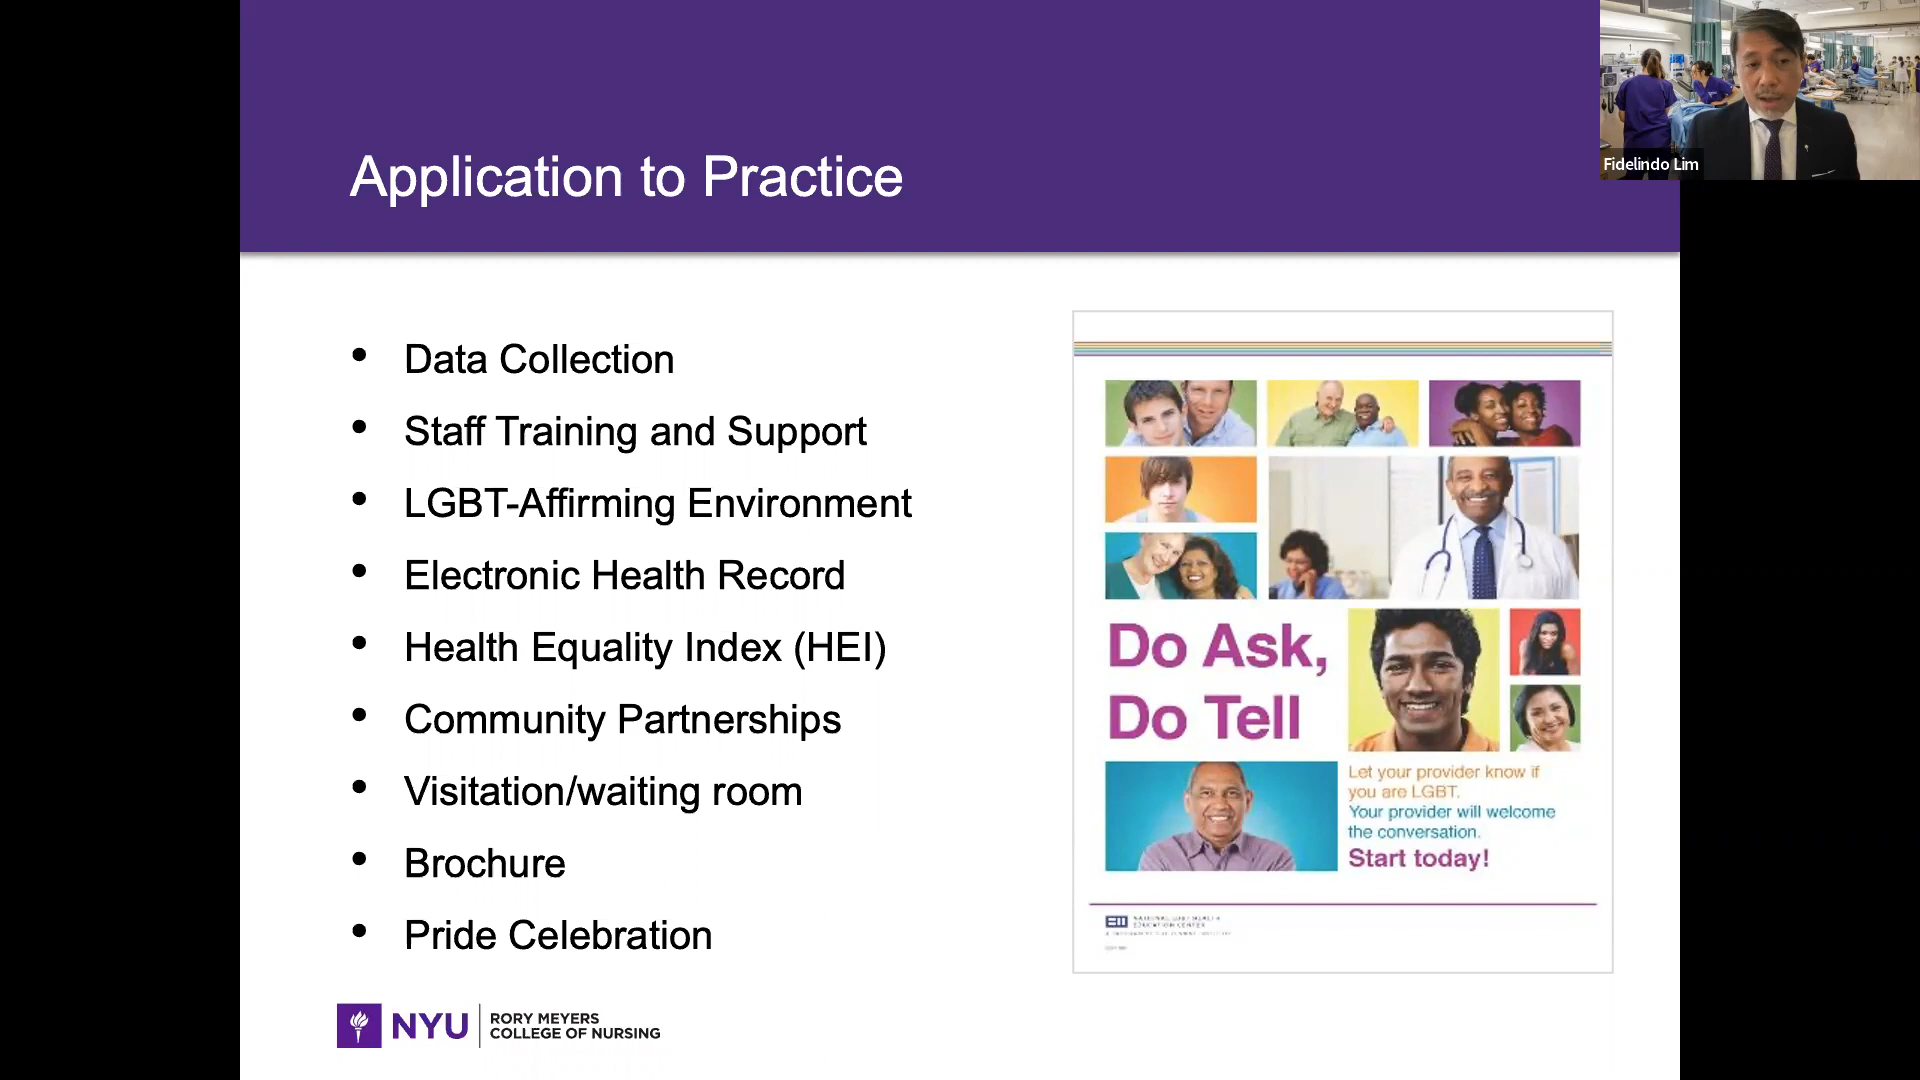 Application to Practice
Fidelindo Lim
• Data Collection
• Staff Training and Support
• LGBT-Affirming Environment
• Electronic Health Record
• Health Equality Index (HEI)
• Community Partnerships
• Visitation/waiting room
• Brochure
• Pride Celebration
Do Ask,
Do Tell
Let your provider know if
you are LGBT.
Your provider will welcome
the conversation.
Start today!
NATIONAL LGBT HEALTH
EDUCATION CENTER
NYU
RORY MEYERS
COLLEGE OF NURSING